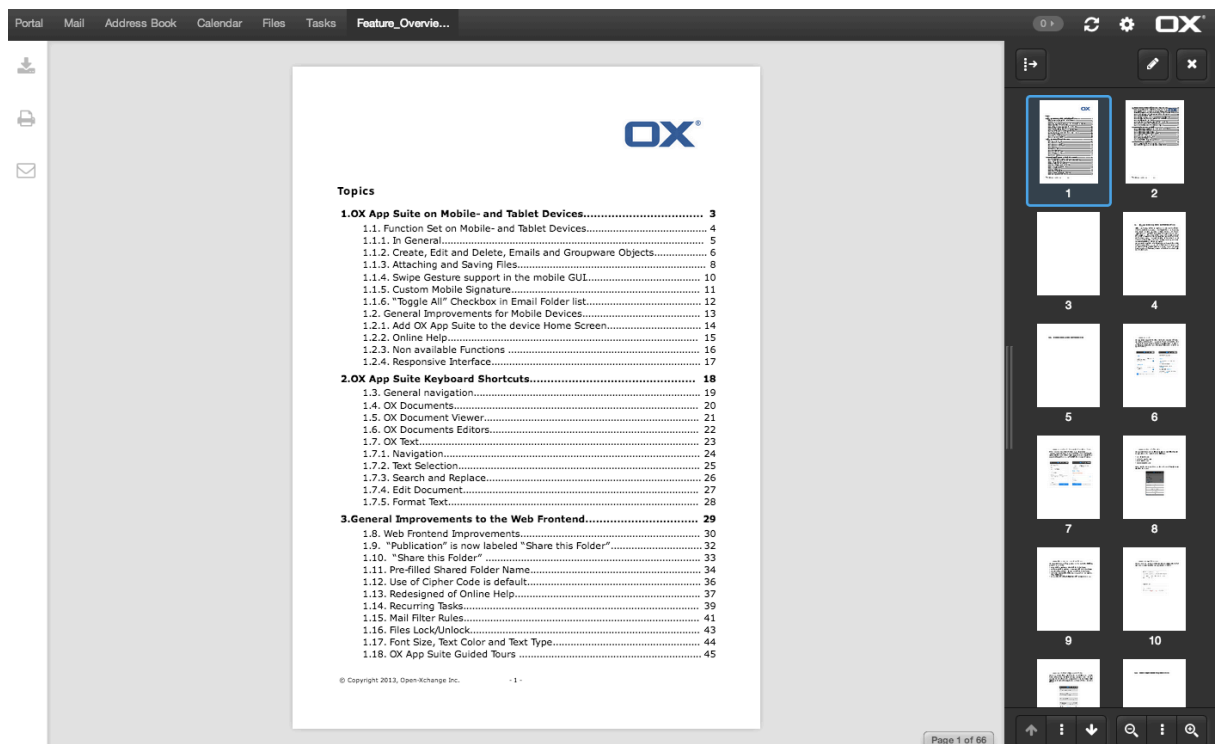 Portal Mail Address Book Calendar Files Tasks Feature_Overvie... 0 OX
OX®
Topics
1.OX App Suite on Mobile- and Tablet Devices.................................. 3
1.1. Function Set on Mobile- and Tablet Devices.................................. 4
1.1.1. In General.................................. 5
1.1.2. Create, Edit and Delete, Emails and Groupware Objects.................. 6
1.1.3. Attaching and Saving Files.................................. 8
1.1.4. Swipe Gesture support in the mobile GUI.................................. 10
1.1.5. Custom Mobile Signature.................................. 11
1.1.6. “Toggle All” Checkbox in Email Folder list.................................. 12
1.2. General Improvements for Mobile Devices.................................. 13
1.2.1. Add OX App Suite to the device Home Screen.................................. 14
1.2.2. Online Help.................................. 15
1.2.3. Non available Functions .................................. 16
1.2.4. Responsive Interface.................................. 17
2.OX App Suite Keyboard Shortcuts.................................. 18
1.3. General navigation.................................. 19
1.4. OX Documents.................................. 20
1.5. OX Document Viewer.................................. 21
1.6. OX Documents Editors.................................. 22
1.7. OX Text.................................. 23
1.7.1. Navigation.................................. 24
1.7.2. Text Selection.................................. 25
1.7.3. Search and Replace.................................. 26
1.7.4. Edit Document.................................. 27
1.7.5. Format Text.................................. 28
3.General Improvements to the Web Frontend.................................. 29
1.8. Web Frontend Improvements.................................. 30
1.9. “Publication” is now labeled “Share this Folder”.................................. 32
1.10. “Share this Folder” .................................. 33
1.11. Pre-filled Shared Folder Name.................................. 34
1.12. Use of Cipher Code is default.................................. 36
1.13. Redesigned of Online Help.................................. 37
1.14. Recurring Tasks.................................. 39
1.15. Mail Filter Rules.................................. 41
1.16. Files Lock/Unlock.................................. 43
1.17. Font Size, Text Color and Text Type.................................. 44
1.18. OX App Suite Guided Tours .................................. 45
© Copyright 2013, Open-Xchange Inc. - 1 -
Page 1 of 66
OX
1 2
3 4
5 6
7 8
9 10